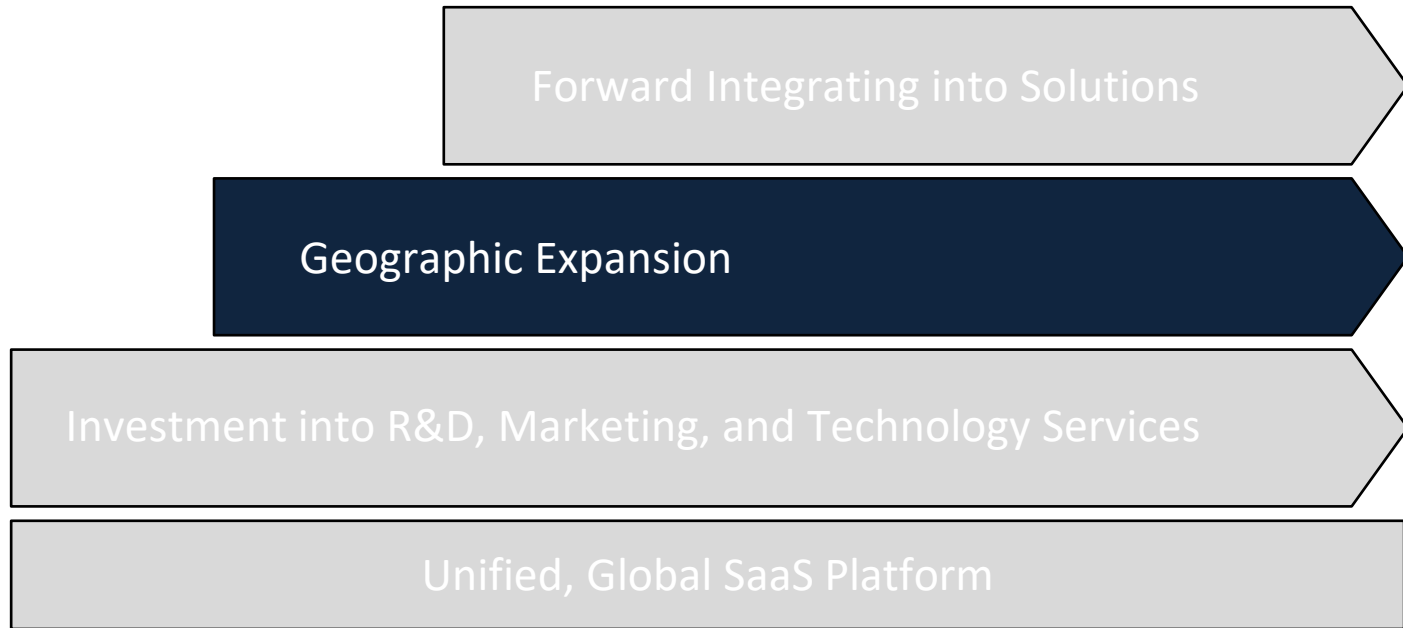 Forward Integrating into Solutions
Geographic Expansion
Investment into R&D, Marketing, and Technology Services
Unified, Global SaaS Platform